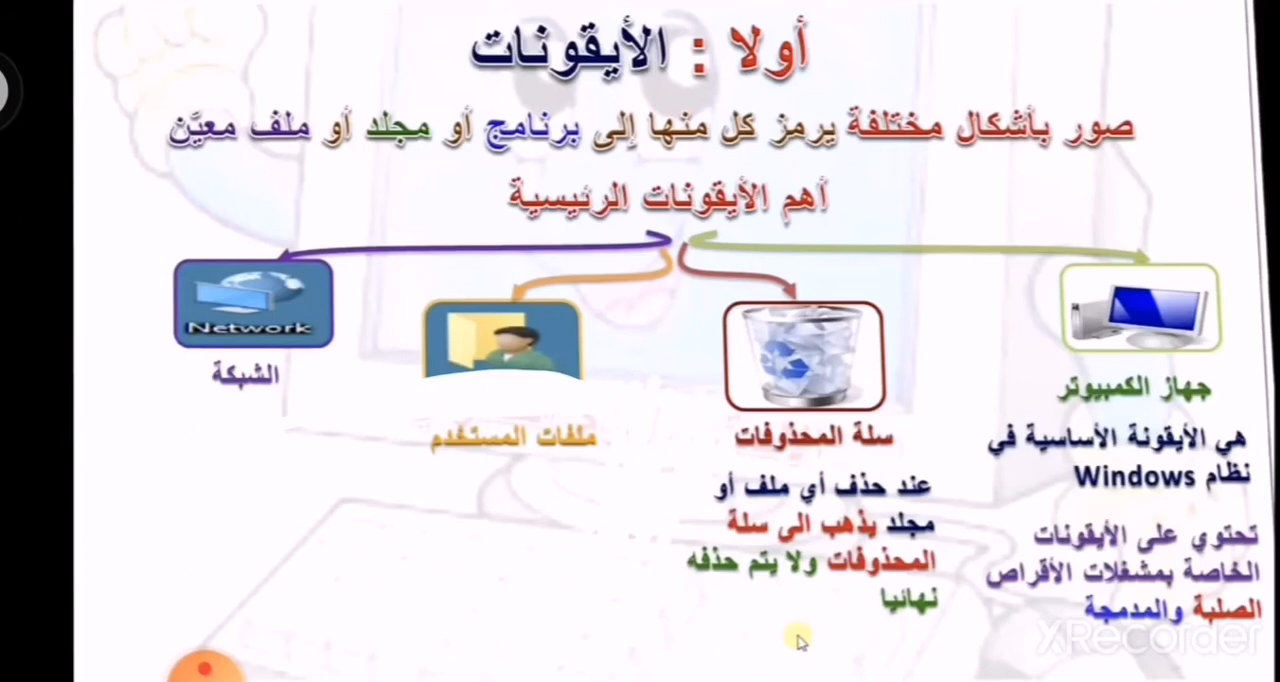 أولا : الأيقونات
صور بأشكال مختلفة يرمز كل منها إلى برنامج أو مجلد أو ملف معيّن
أهم الأيقونات الرئيسية
جهاز الكمبيوتر
هي الأيقونة الأساسية في
نظام Windows
تحتوي على الأيقونات
الخاصة بمشغلات الأقراص
الصلبة والمدمجة
سلة المحذوفات
عند حذف أي ملف أو
مجلد يذهب الى سلة
المحذوفات ولا يتم حذفه
نهائيا
ملفات المستخدم
Network
الشبكة
XRecorder